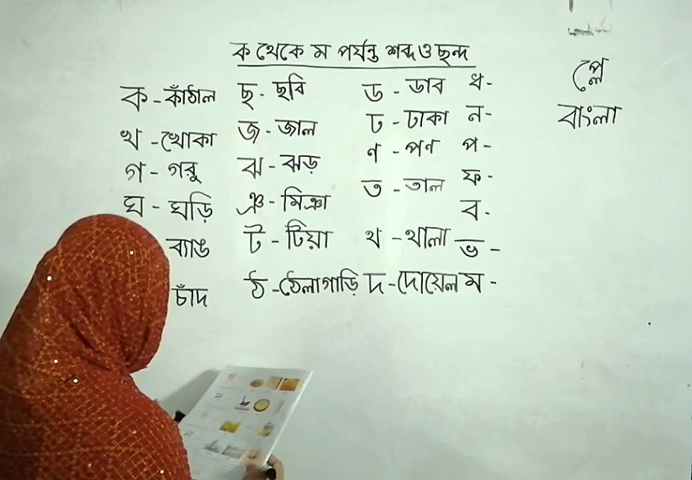 ক থেকে ম পর্যন্ত শব্দ ও ছন্দ
প্লে
বাংলা
ক - কাঁঠাল
খ - খোকা
গ - গরু
ঘ - ঘড়ি
ব্যাঙ
চাঁদ
ছ - ছবি
জ - জাল
ঝ - ঝড়
ঞ - মিঞা
ট - টিয়া
ঠ - ঠেলাগাড়ি
ড - ডাব
ঢ - ঢাকা
ণ - পণ
ত - তাল
থ - থালা
দ - দোয়েল
ধ -
ন -
প -
ফ -
ব -
ভ -
ম -